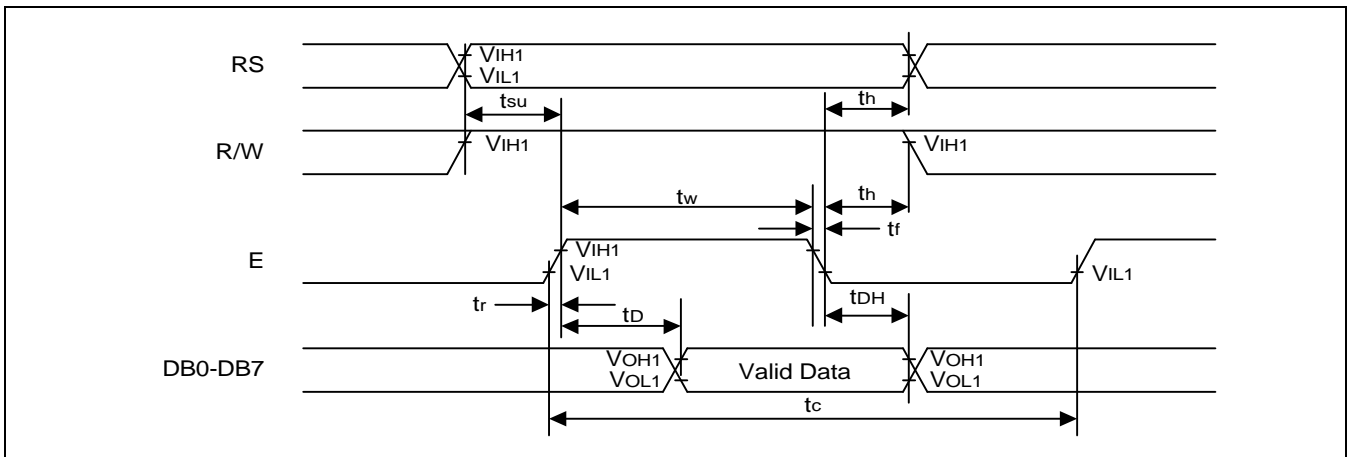 RS
VIH1
VIL1
tsu
th
R/W
VIH1
VIH1
tw
th
tf
E
VIH1
VIL1
VIL1
tr
tD
tDH
DB0-DB7
VOH1
VOL1
Valid Data
VOH1
VOL1
tc